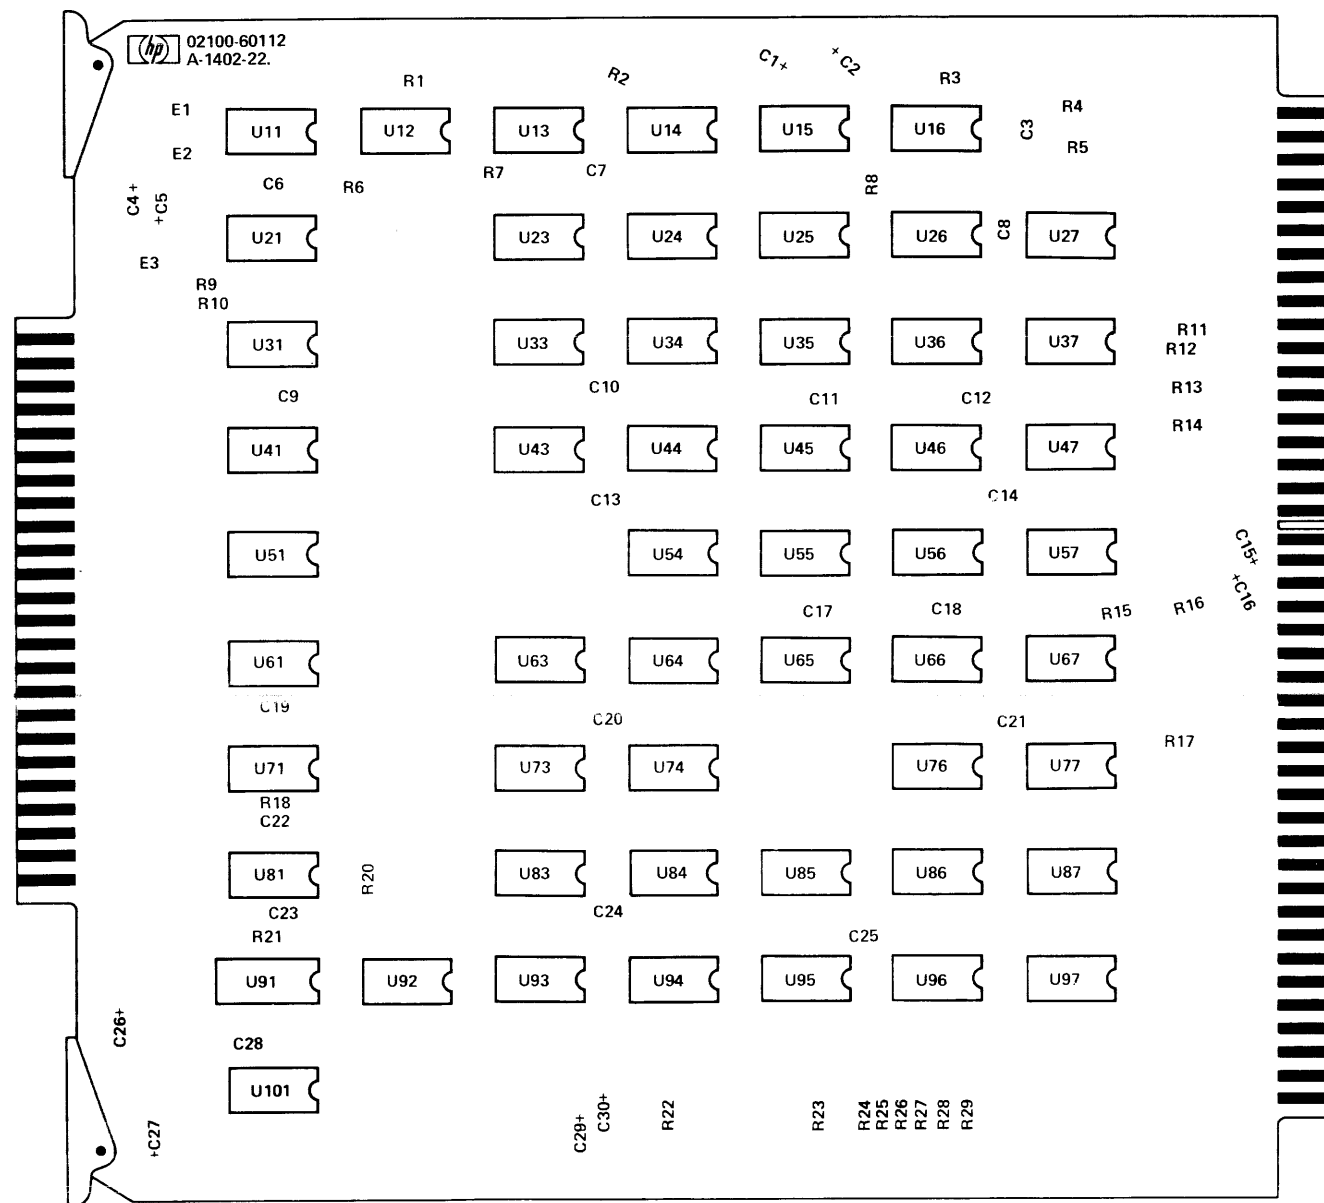 hp 02100-60112
A-1402-22.
C1+ +C2
R1 R2 R3
E1 R4
U11 U12 U13 U14 U15 U16 C3
E2 R5
R7 C7
C6 R6 R8
C4+ +C5
U21 U23 U24 U25 U26 C8 U27
E3
R9
R10
U31 U33 U34 U35 U36 U37 R11
R12
C9 C10 C11 C12 R13
R14
U41 U43 U44 U45 U46 U47
C13 C14
U51 U54 U55 U56 U57 C15+
+C16
C17 C18 R15 R16
U61 U63 U64 U65 U66 U67
C19 C20 C21
R17
U71 U73 U74 U76 U77
R18
C22
U81 R20 U83 U84 U85 U86 U87
C23 C24
R21 C25
U91 U92 U93 U94 U95 U96 U97
C26+
C28
U101
+C27 C29+ C30+ R22 R23 R24 R25 R26 R27 R28 R29